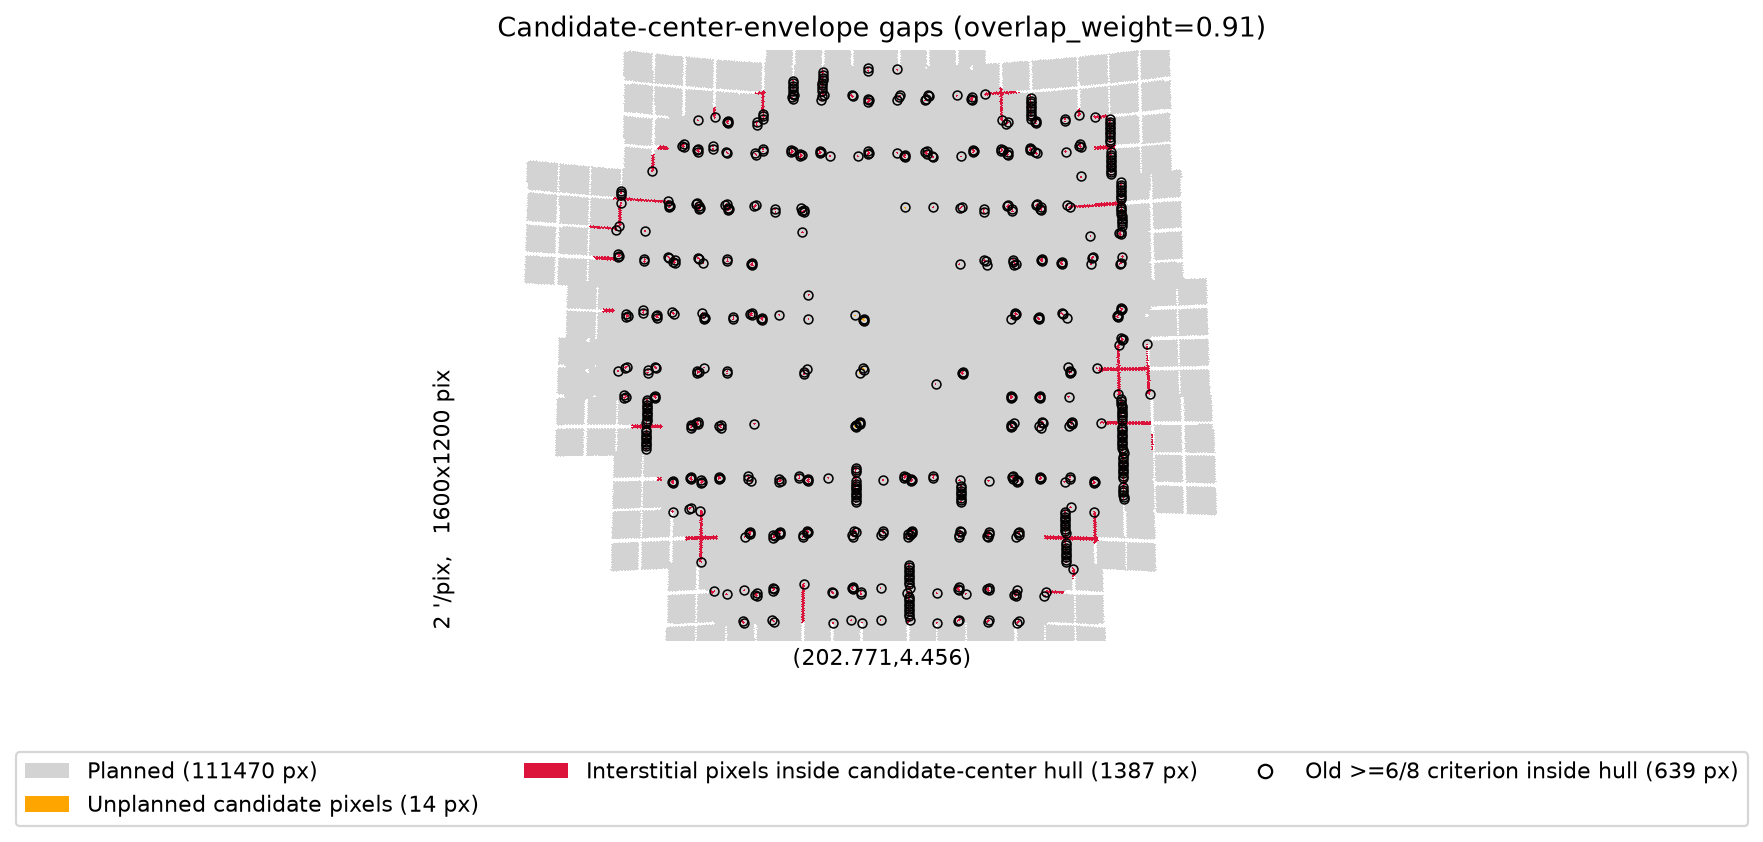 Candidate-center-envelope gaps (overlap_weight=0.91)
2 '/pix,   1600x1200 pix
(202.771,4.456)
Planned (111470 px)
Unplanned candidate pixels (14 px)
Interstitial pixels inside candidate-center hull (1387 px)
Old >=6/8 criterion inside hull (639 px)